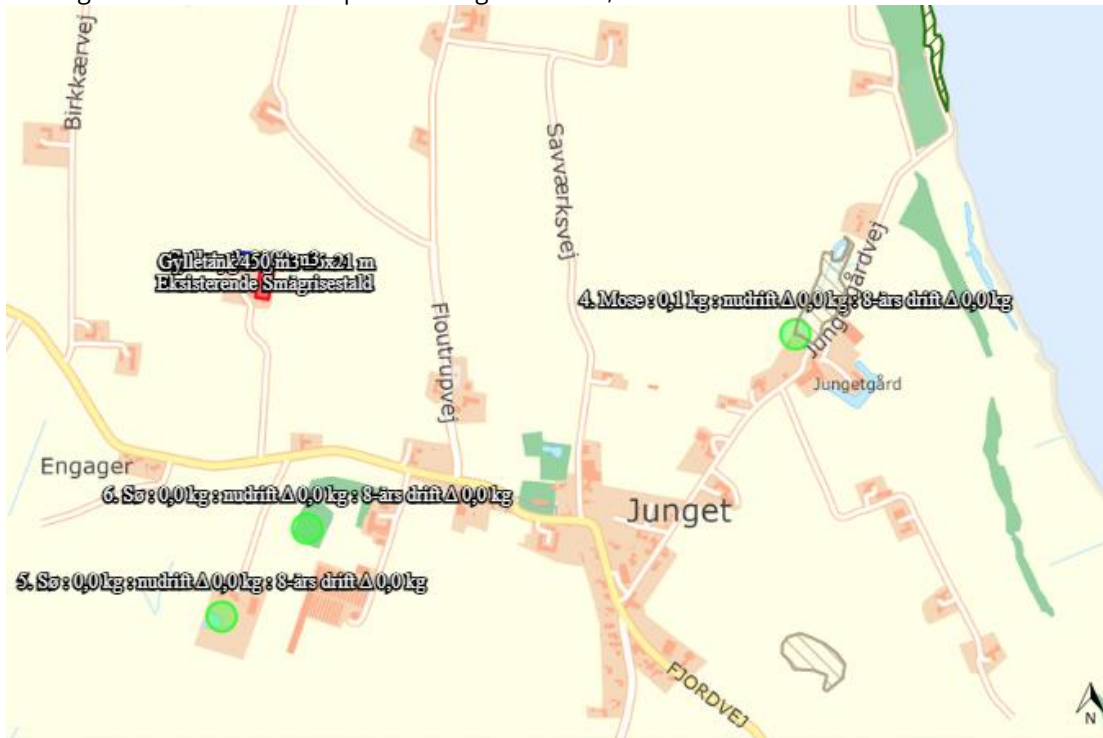 Birkkærvej
Savværksvej
Gylletank 450 m3
5x21 m
Eksisterende Smågrisestald
4. Mose : 0,1 kg : nudrift Δ 0,0 kg : 8-års drift Δ 0,0 kg
Jungetgårdvej
Floutrupvej
Jungetgård
Engager
6. Sø : 0,0 kg : nudrift Δ 0,0 kg : 8-års drift Δ 0,0 kg
Junget
5. Sø : 0,0 kg : nudrift Δ 0,0 kg : 8-års drift Δ 0,0 kg
FJORDVEJ
N